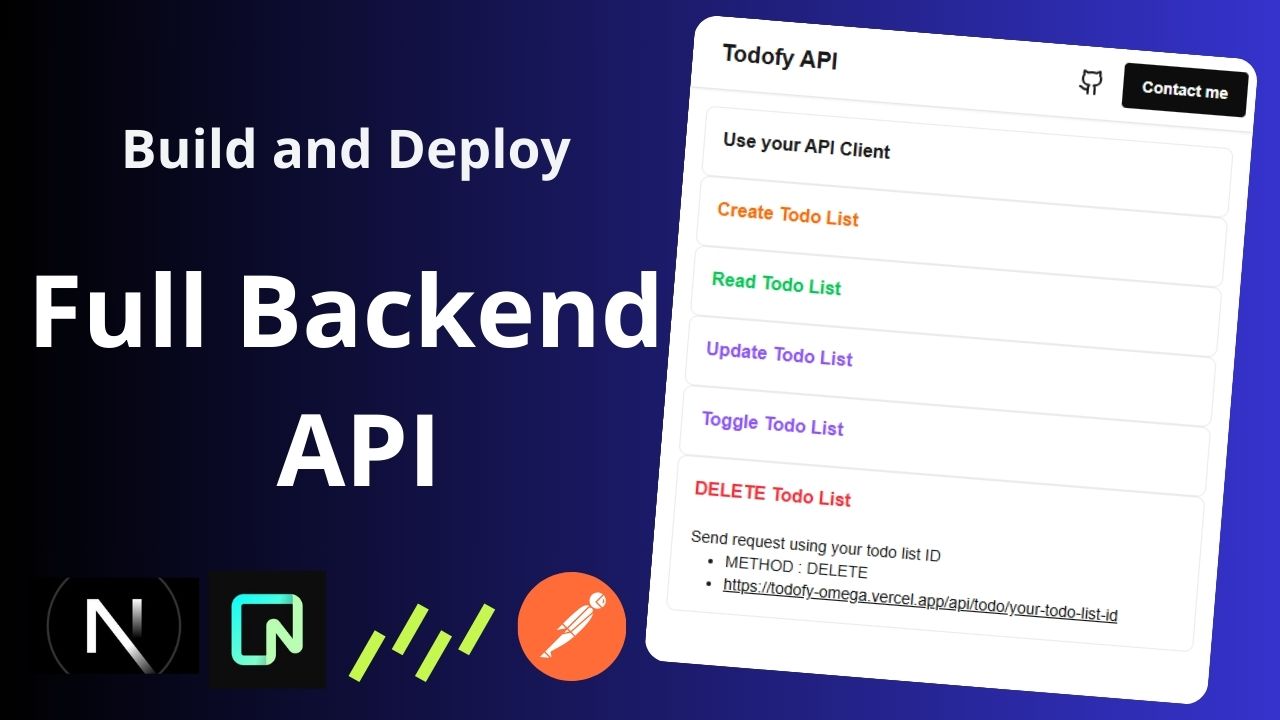 Build and Deploy
Full Backend
API
Todofy API
Contact me
Use your API Client
Create Todo List
Read Todo List
Update Todo List
Toggle Todo List
DELETE Todo List
Send request using your todo list ID
METHOD : DELETE
https://todofy-omega.vercel.app/api/todo/your-todo-list-id